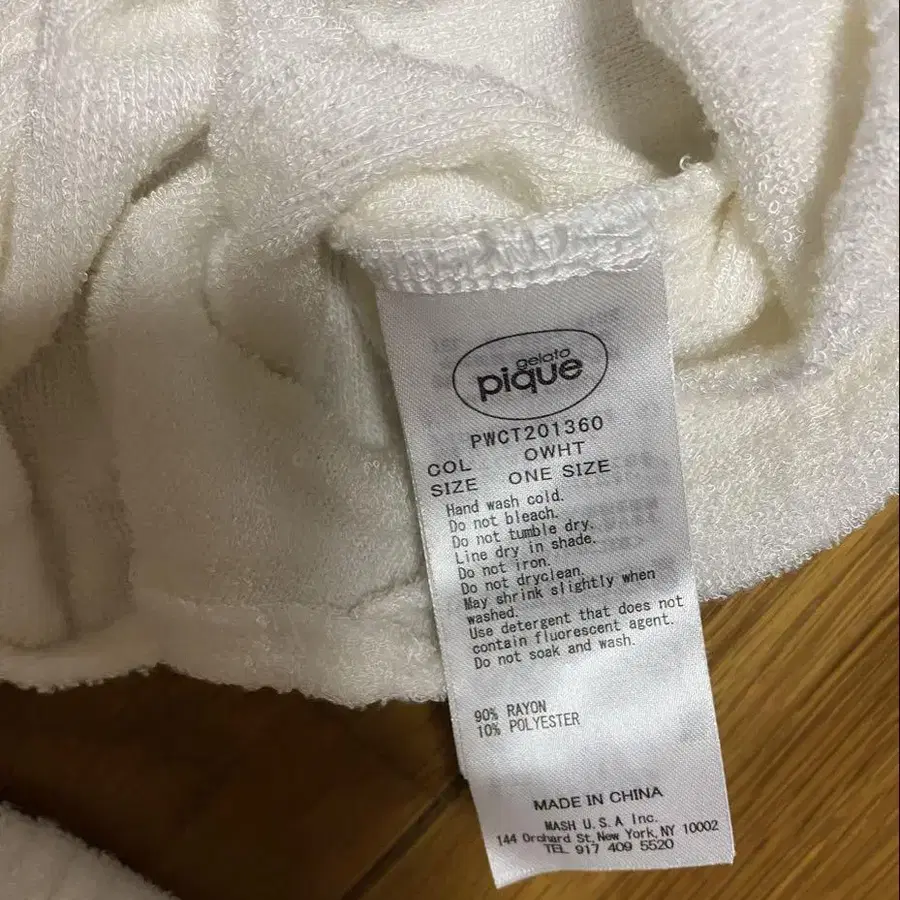 gelato
pique
PWCT201360
COL OWHT
SIZE ONE SIZE
Hand wash cold.
Do not bleach.
Do not tumble dry.
Line dry in shade.
Do not iron.
Do not dryclean.
May shrink slightly when
washed.
Use detergent that does not
contain fluorescent agent.
Do not soak and wash.
90% RAYON
10% POLYESTER
MADE IN CHINA
MASH U.S.A Inc.
144 Orchard St, New York, NY 10002
TEL 917 409 5520